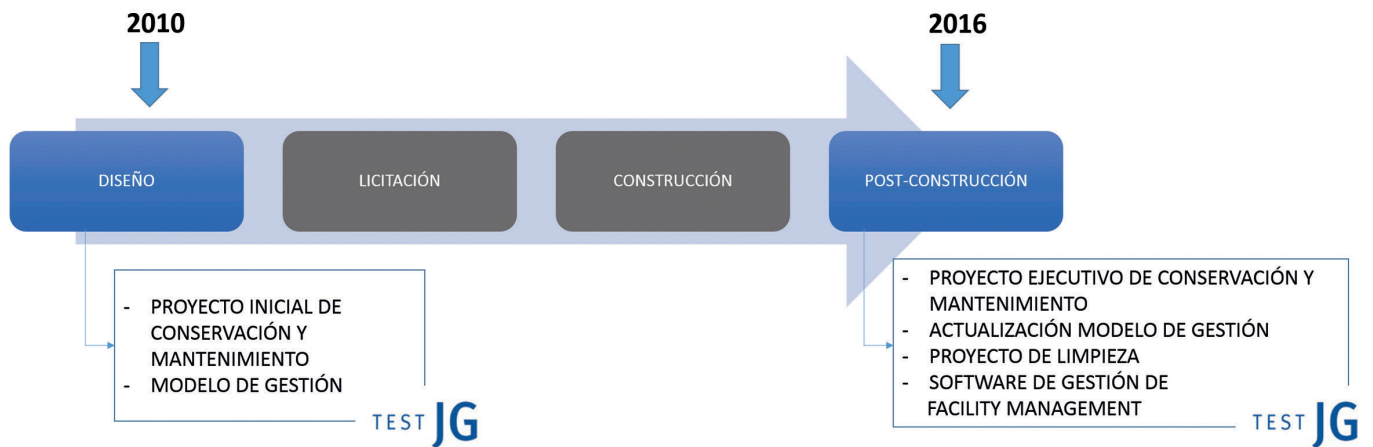 2010
2016
DISEÑO
LICITACIÓN
CONSTRUCCIÓN
POST-CONSTRUCCIÓN
- PROYECTO INICIAL DE
CONSERVACIÓN Y
MANTENIMIENTO
- MODELO DE GESTIÓN
TEST JG
- PROYECTO EJECUTIVO DE CONSERVACIÓN Y
MANTENIMIENTO
- ACTUALIZACIÓN MODELO DE GESTIÓN
- PROYECTO DE LIMPIEZA
- SOFTWARE DE GESTIÓN DE
FACILITY MANAGEMENT
TEST JG